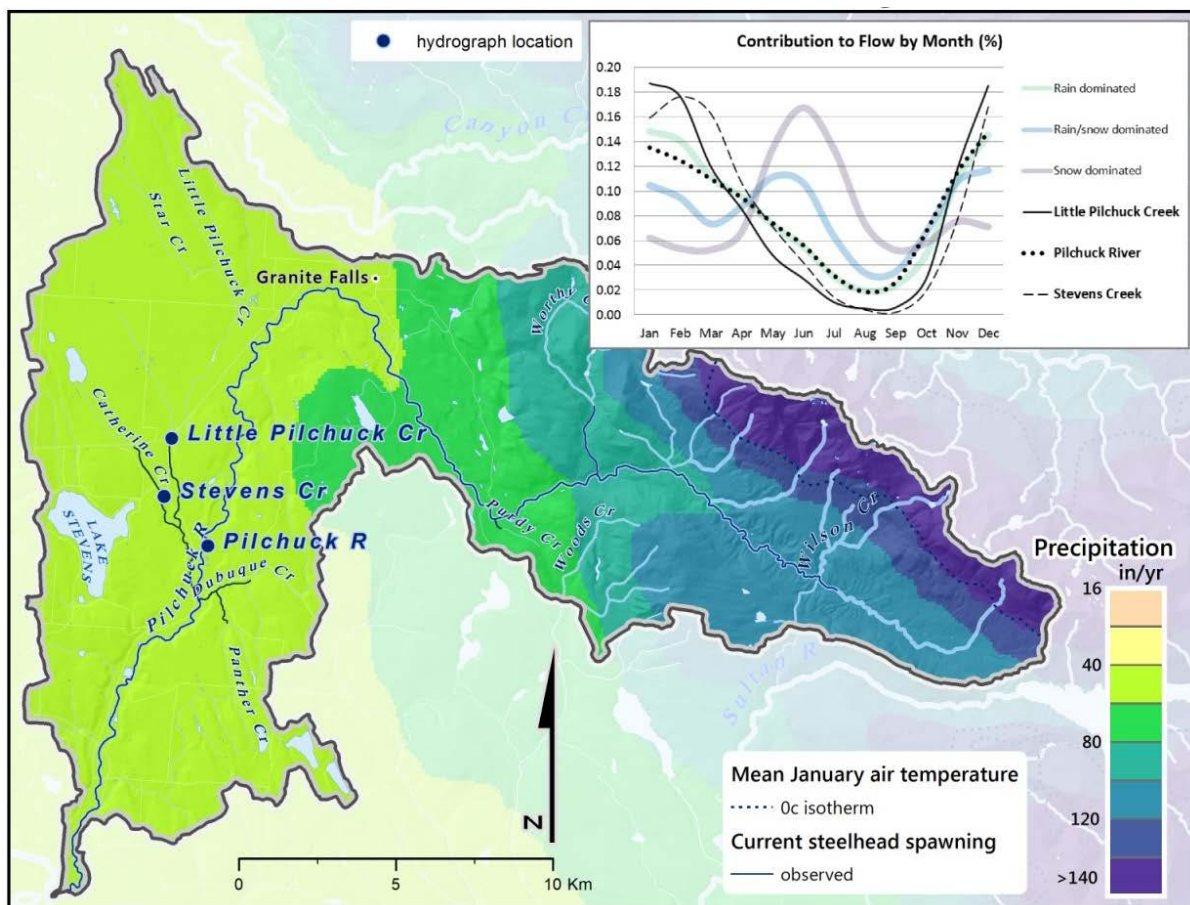 hydrograph location
Contribution to Flow by Month (%)
0.20
0.18
0.16
0.14
0.12
0.10
0.08
0.06
0.04
0.02
0.00
Jan Feb Mar Apr May Jun Jul Aug Sep Oct Nov Dec
Rain dominated
Rain/snow dominated
Snow dominated
Little Pilchuck Creek
Pilchuck River
Stevens Creek
Little Pilchuck Cr
Star Cr
Granite Falls
Catherine Cr
Little Pilchuck Cr
Stevens Cr
LAKE
STEVENS
Pilchuck R
Pilchuck R
Dubuque Cr
Panther Cr
Purdy Cr
Woods Cr
Wilson Cr
Sultan R
N
0 5 10 Km
Precipitation
in/yr
16
40
80
120
>140
Mean January air temperature
0c isotherm
Current steelhead spawning
observed